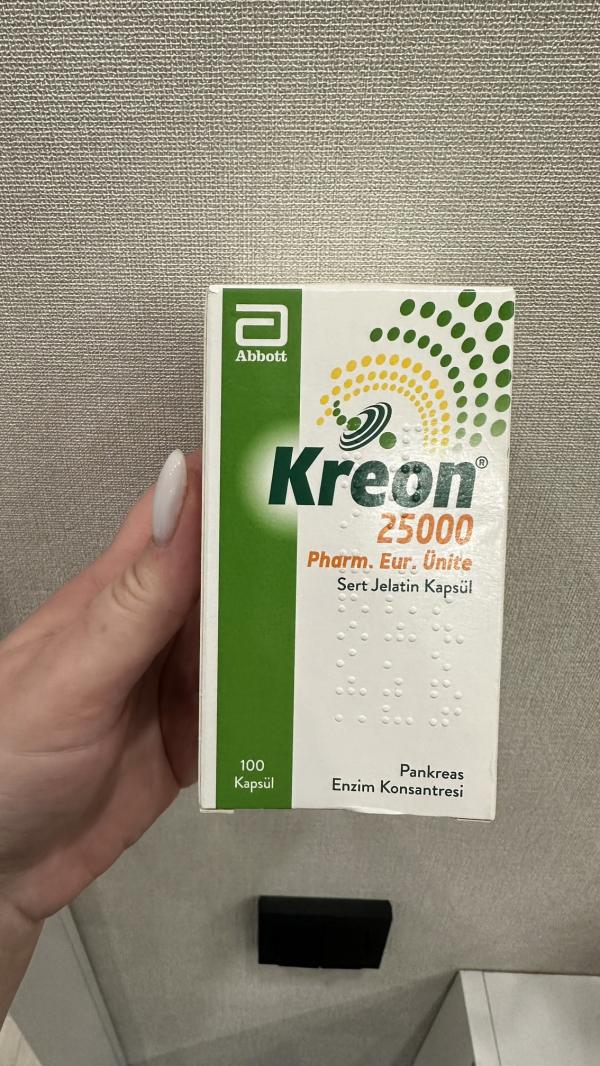 Abbott
Kreon®
25000
Pharm. Eur. Ünite
Sert Jelatin Kapsül
100
Kapsül
Pankreas
Enzim Konsantresi